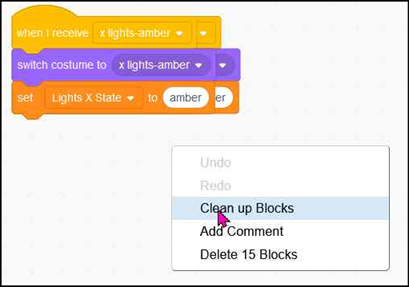 when I receive x lights-amber
switch costume to x lights-amber
set Lights X State to amber er
Undo
Redo
Clean up Blocks
Add Comment
Delete 15 Blocks